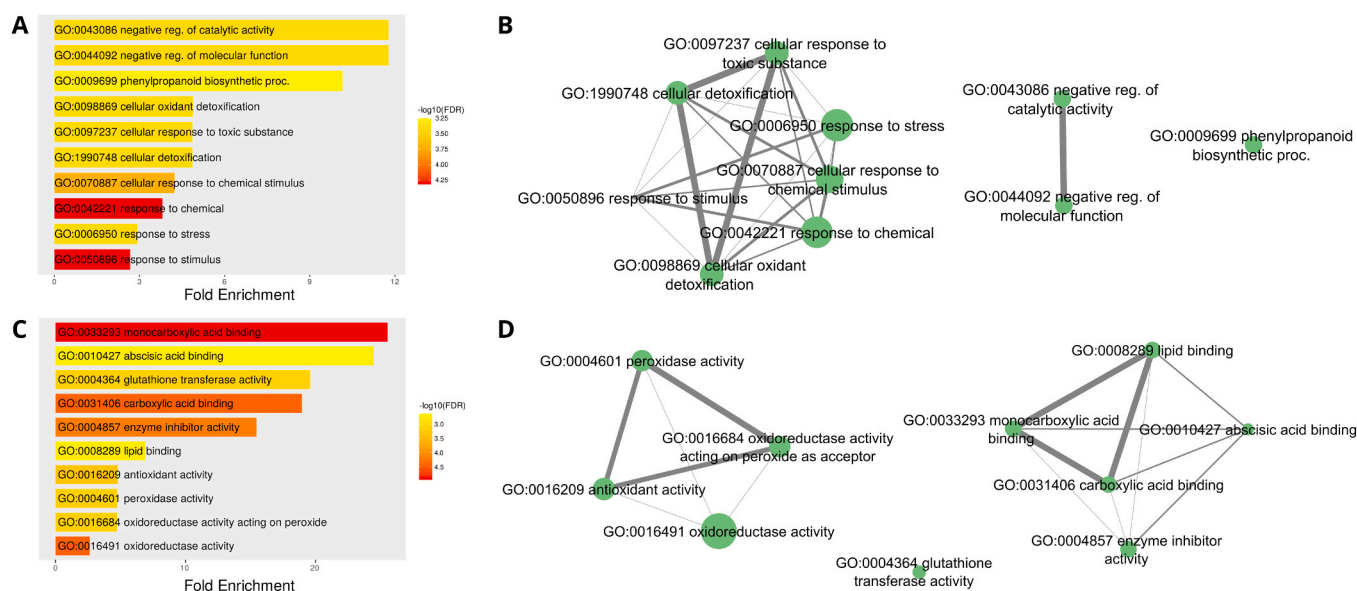 A
GO:0043086 negative reg. of catalytic activity
GO:0044092 negative reg. of molecular function
GO:0009699 phenylpropanoid biosynthetic proc.
GO:0098869 cellular oxidant detoxification
GO:0097237 cellular response to toxic substance
GO:1990748 cellular detoxification
GO:0070887 cellular response to chemical stimulus
GO:0042221 response to chemical
GO:0006950 response to stress
GO:0050896 response to stimulus
0 3 6 9 12
Fold Enrichment
-log10(FDR)
3.25
3.50
3.75
4.00
4.25
B
GO:0097237 cellular response to
toxic substance
GO:1990748 cellular detoxification
GO:0006950 response to stress
GO:0070887 cellular response to
chemical stimulus
GO:0050896 response to stimulus
GO:0042221 response to chemical
GO:0098869 cellular oxidant
detoxification
GO:0043086 negative reg. of
catalytic activity
GO:0044092 negative reg. of
molecular function
GO:0009699 phenylpropanoid
biosynthetic proc.
C
GO:0033293 monocarboxylic acid binding
GO:0010427 abscisic acid binding
GO:0004364 glutathione transferase activity
GO:0031406 carboxylic acid binding
GO:0004857 enzyme inhibitor activity
GO:0008289 lipid binding
GO:0016209 antioxidant activity
GO:0004601 peroxidase activity
GO:0016684 oxidoreductase activity acting on peroxide
GO:0016491 oxidoreductase activity
0 10 20
Fold Enrichment
-log10(FDR)
3.0
3.5
4.0
4.5
D
GO:0004601 peroxidase activity
GO:0016684 oxidoreductase activity
acting on peroxide as acceptor
GO:0016209 antioxidant activity
GO:0016491 oxidoreductase activity
GO:0004364 glutathione
transferase activity
GO:0008289 lipid binding
GO:0033293 monocarboxylic acid
binding
GO:0010427 abscisic acid binding
GO:0031406 carboxylic acid binding
GO:0004857 enzyme inhibitor
activity